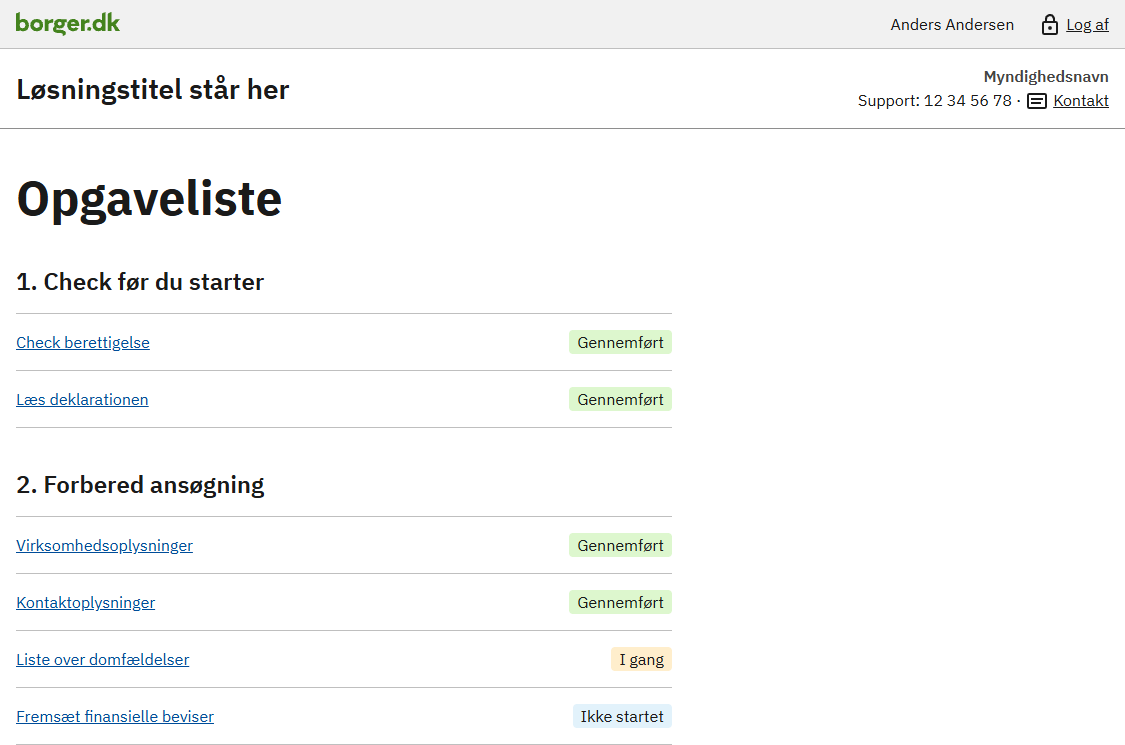 borger.dk
Anders Andersen
Log af
Løsningstitel står her
Myndighedsnavn
Support: 12 34 56 78 · Kontakt
Opgaveliste
1. Check før du starter
Check berettigelse Gennemført
Læs deklarationen Gennemført
2. Forbered ansøgning
Virksomhedsoplysninger Gennemført
Kontaktoplysninger Gennemført
Liste over domfældelser I gang
Fremsæt finansielle beviser Ikke startet